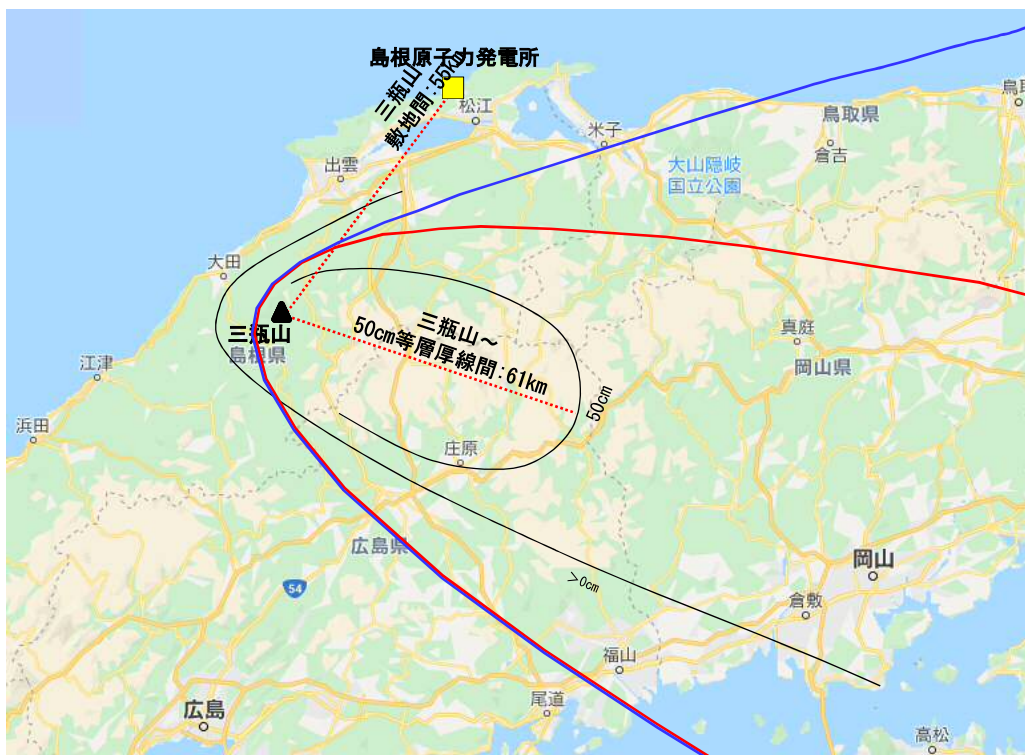 島根原子力発電所
三瓶山~
敷地間:55km
松江
出雲
米子
鳥取県
倉吉
大山隠岐
国立公園
大田
三瓶山
島根県
三瓶山~
50cm等層厚線間:61km
50cm
真庭
岡山県
江津
浜田
庄原
広島県
54
>0cm
岡山
倉敷
福山
尾道
広島
高松